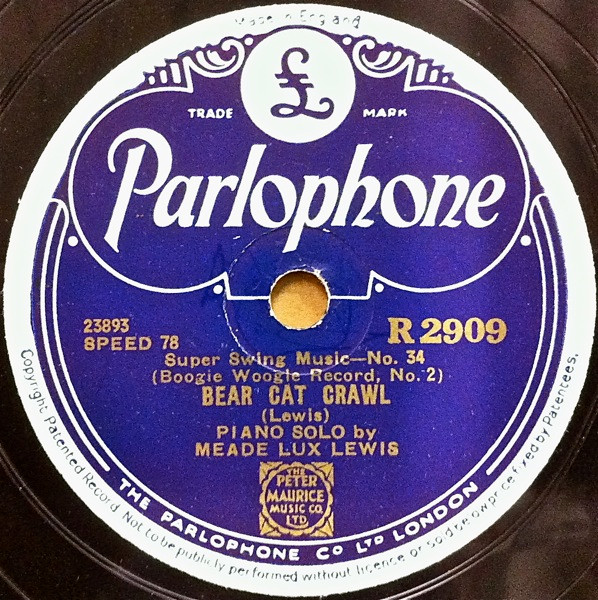 Made in England
£
TRADE MARK
Parlophone
23893
SPEED 78
R 2909
Super Swing Music—No. 34
(Boogie Woogie Record, No. 2)
BEAR CAT CRAWL
(Lewis)
PIANO SOLO by
MEADE LUX LEWIS
THE
PETER
MAURICE
MUSIC CO.
LTD
THE PARLOPHONE CO LTD LONDON
Copyright. Patented Record. Not to be publicly performed without licence or sold below price fixed by Patentees.